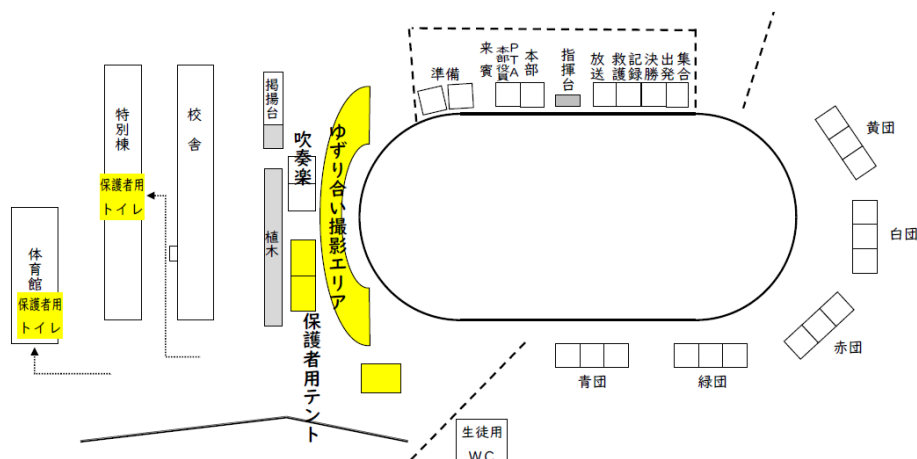 特別棟
校舎
掲揚台
吹奏楽
ゆずり合い撮影エリア
植木
保護者用テント
保護者用
トイレ
体育館
保護者用
トイレ
準備
来賓
PTA
本部役員
本部
指揮台
放送
救護
記録
決勝
出発
集合
黄団
白団
赤団
緑団
青団
生徒用
WC